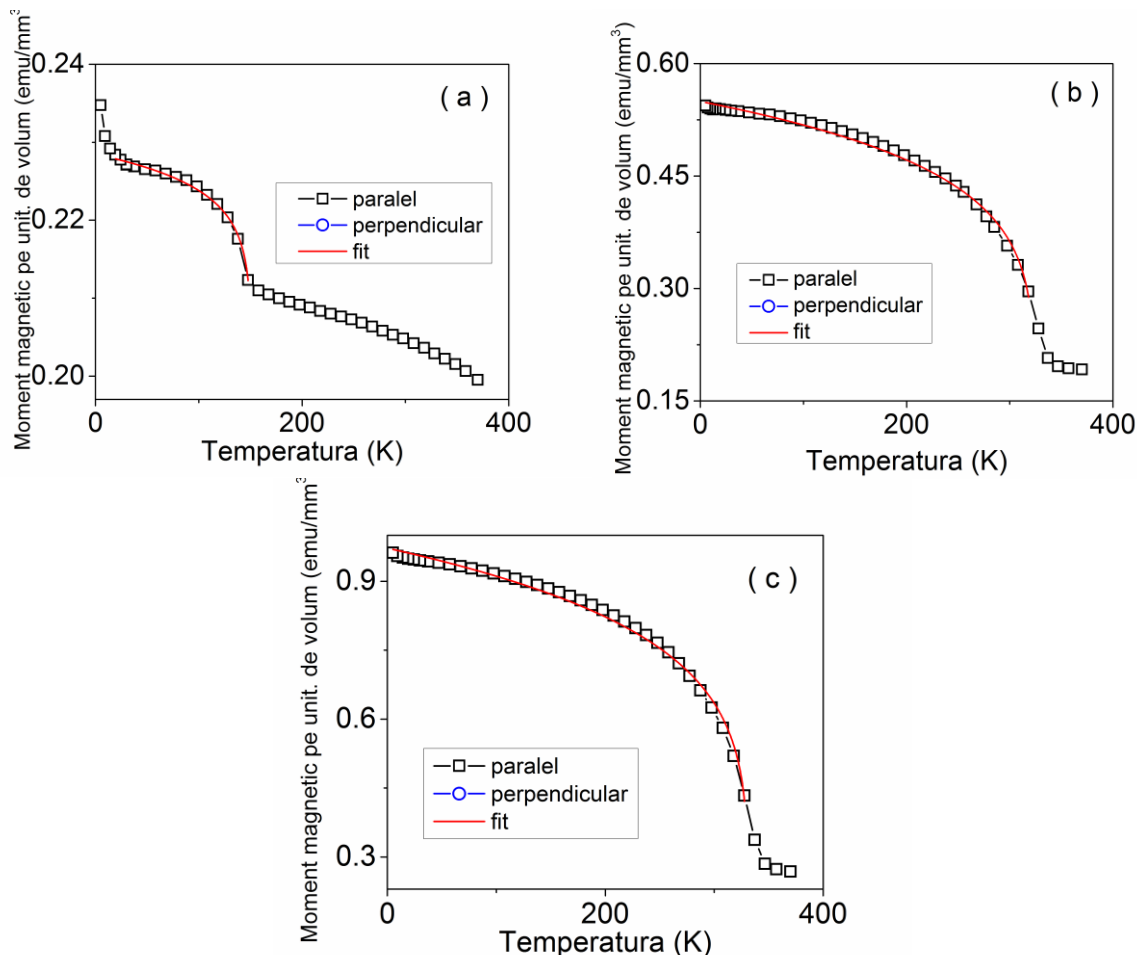 Moment magnetic pe unit. de volum (emu/mm³
0.24
0.22
0.20
( a )
paralel
perpendicular
fit
0
200
400
Temperatura (K)
Moment magnetic pe unit. de volum (emu/mm³)
0.60
0.45
0.30
0.15
( b )
paralel
perpendicular
fit
0
200
400
Temperatura (K)
Moment magnetic pe unit. de volum (emu/mm³
0.9
0.6
0.3
( c )
paralel
perpendicular
fit
0
200
400
Temperatura (K)